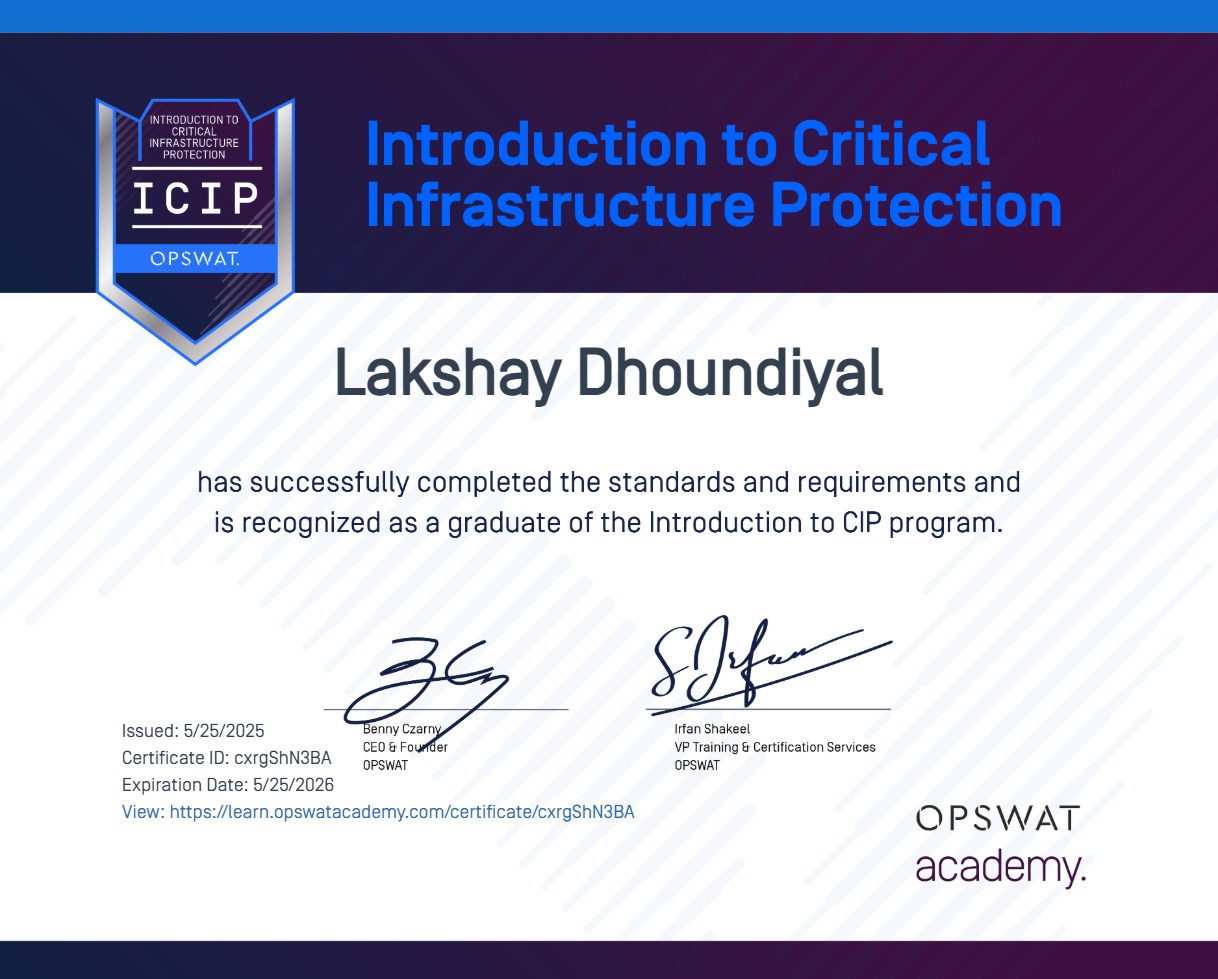 INTRODUCTION TO
CRITICAL
INFRASTRUCTURE
PROTECTION
ICIP
OPSWAT.
Introduction to Critical
Infrastructure Protection
Lakshay Dhoundiyal
has successfully completed the standards and requirements and
is recognized as a graduate of the Introduction to CIP program.
Issued: 5/25/2025
Certificate ID: cxrgShN3BA
Expiration Date: 5/25/2026
View: https://learn.opswatacademy.com/certificate/cxrgShN3BA
Benny Czarny
CEO & Founder
OPSWAT
S Irfan
Irfan Shakeel
VP Training & Certification Services
OPSWAT
OPSWAT
academy.